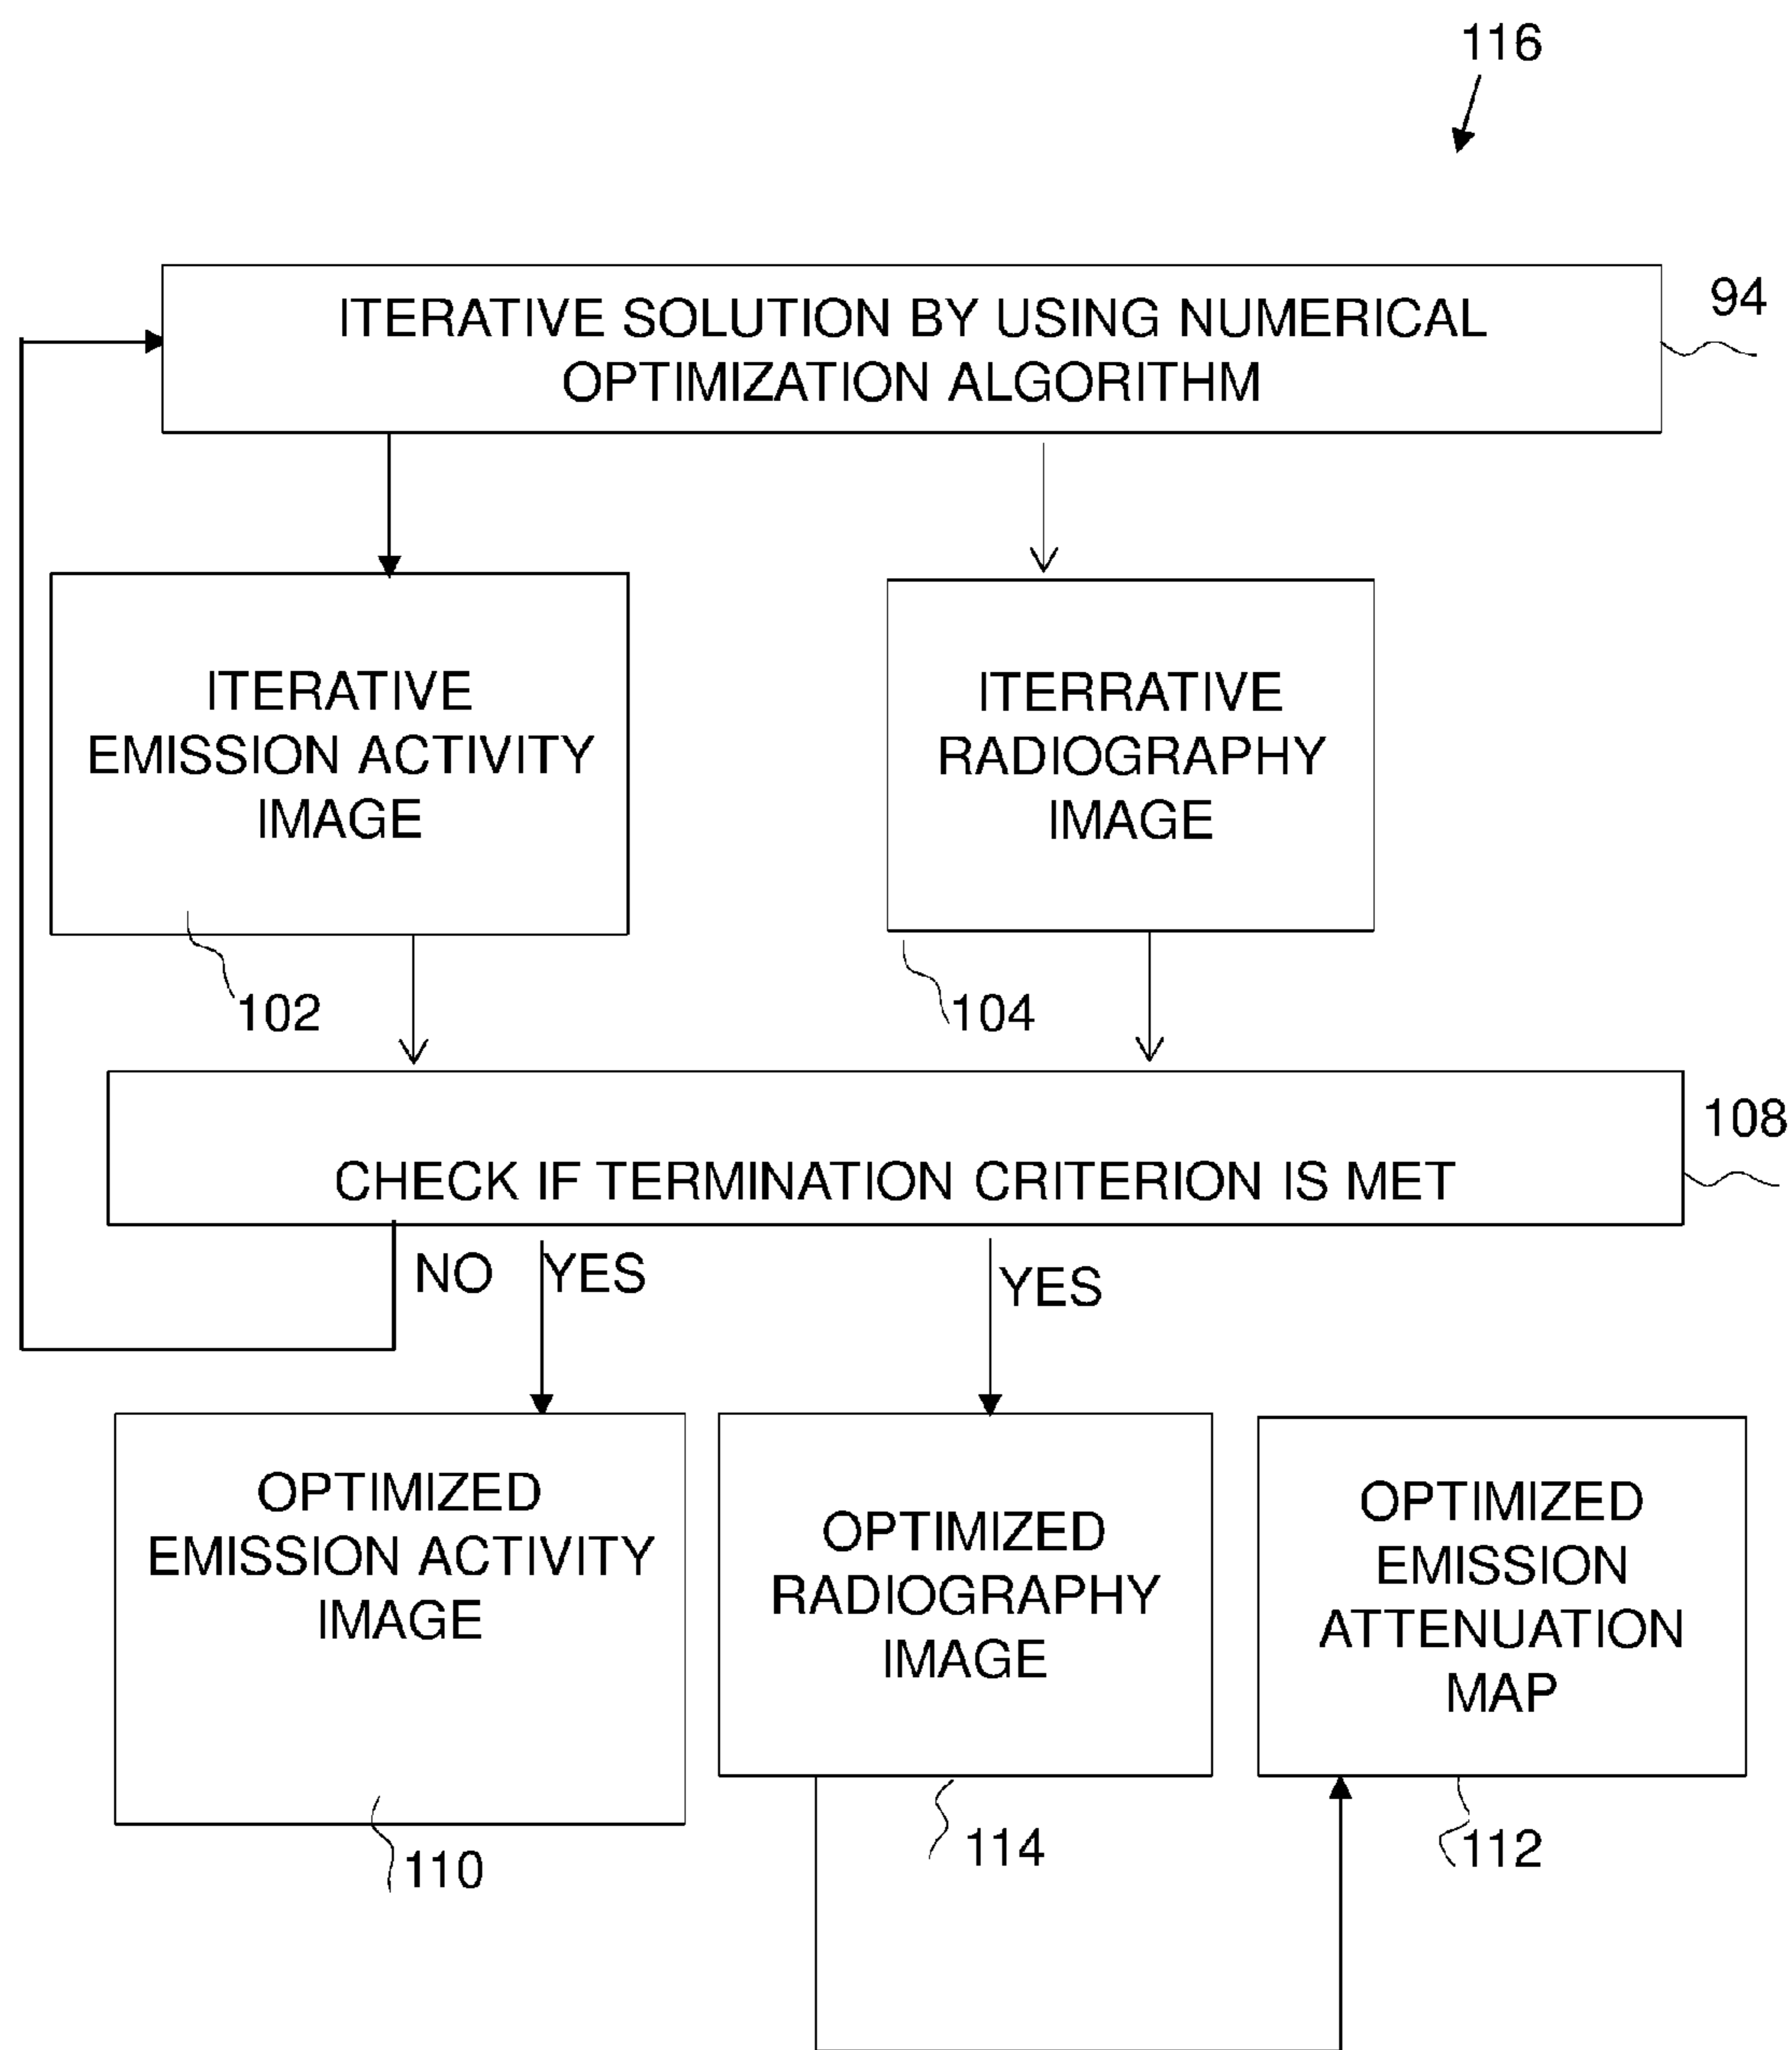 116
ITERATIVE SOLUTION BY USING NUMERICAL
OPTIMIZATION ALGORITHM
94
ITERATIVE
EMISSION ACTIVITY
IMAGE
102
ITERRATIVE
RADIOGRAPHY
IMAGE
104
CHECK IF TERMINATION CRITERION IS MET
108
NO
YES
YES
OPTIMIZED
EMISSION ACTIVITY
IMAGE
110
OPTIMIZED
RADIOGRAPHY
IMAGE
114
OPTIMIZED
EMISSION
ATTENUATION
MAP
112